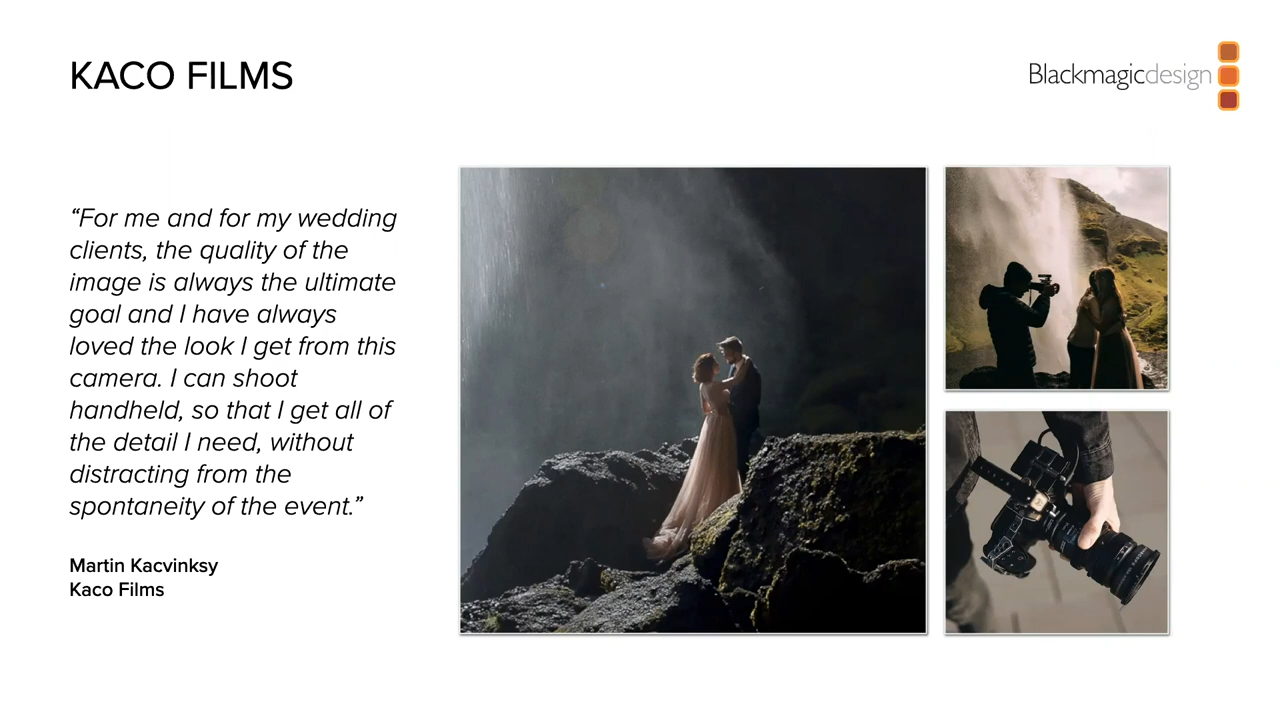 KACO FILMS
Blackmagicdesign
“For me and for my wedding
clients, the quality of the
image is always the ultimate
goal and I have always
loved the look I get from this
camera. I can shoot
handheld, so that I get all of
the detail I need, without
distracting from the
spontaneity of the event.”
Martin Kacvinksy
Kaco Films